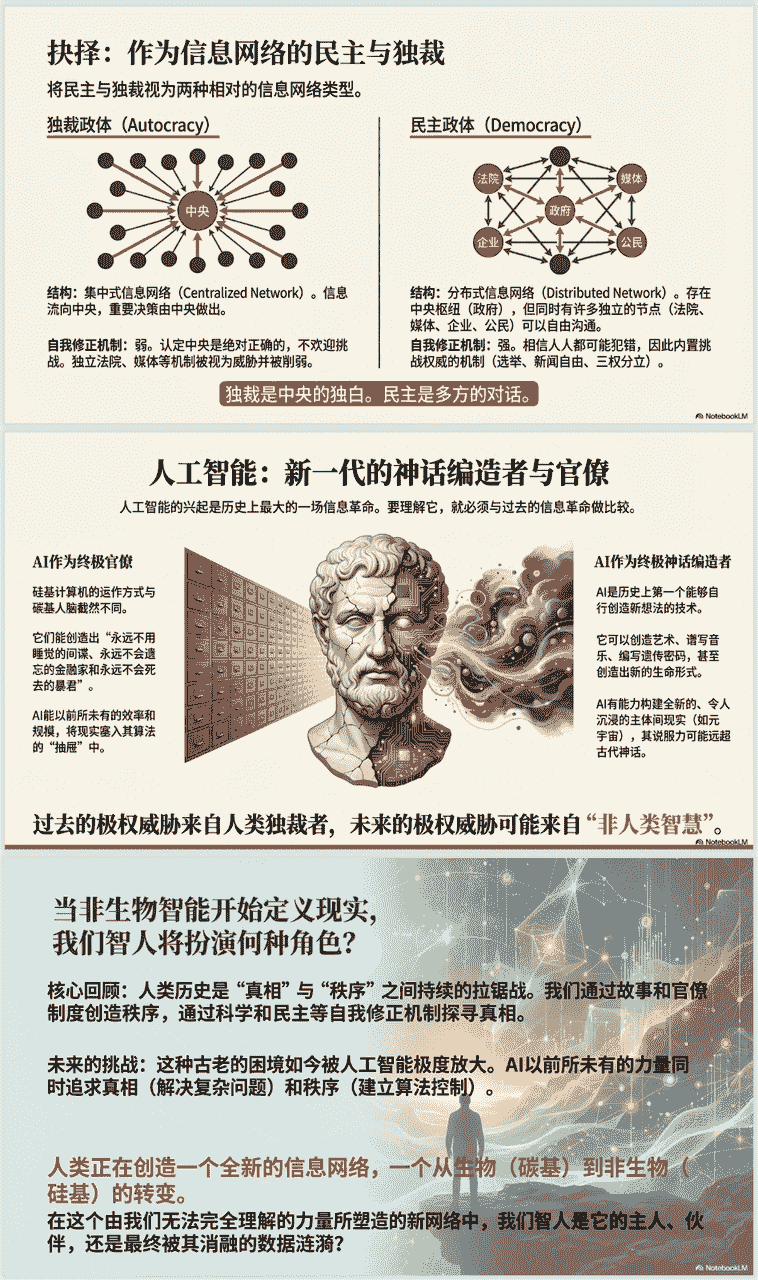 抉择：作为信息网络的民主与独裁
将民主与独裁视为两种相对的信息网络类型。
独裁政体（Autocracy）
中央
结构：集中式信息网络（Centralized Network）。信息
流向中央，重要决策由中央做出。
自我修正机制：弱。认定中央是绝对正确的，不欢迎挑
战。独立法院、媒体等机制被视为威胁并被削弱。
民主政体（Democracy）
法院
媒体
政府
企业
公民
结构：分布式信息网络（Distributed Network）。存在
中央枢纽（政府），但同时有许多独立的节点（法院、
媒体、企业、公民）可以自由沟通。
自我修正机制：强。相信人人都可能犯错，因此内置挑
战权威的机制（选举、新闻自由、三权分立）。
独裁是中央的独白。民主是多方的对话。
NotebookLM
人工智能：新一代的神话编造者与官僚
人工智能的兴起是历史上最大的一场信息革命。要理解它，就必须与过去的信息革命做比较。
AI作为终极官僚
硅基计算机的运作方式与
碳基人脑截然不同。
它们能创造出“永远不用
睡觉的间谍、永远不会遗
忘的金融家和永远不会死
去的暴君”。
AI能以前所未有的效率和
规模，将现实塞入其算法
的“抽屉”中。
AI作为终极神话编造者
AI是历史上第一个能够自
行创造新想法的技术。
它可以创造艺术、谱写音
乐、编写遗传密码，甚至
创造出新的生命形式。
AI有能力构建全新的、令人
沉浸的主体间现实（如元
宇宙），其说服力可能远超
古代神话。
过去的极权威胁来自人类独裁者，未来的极权威胁可能来自“非人类智慧”。
NotebookLM
当非生物智能开始定义现实，
我们智人将扮演何种角色？
核心回顾：人类历史是“真相”与“秩序”之间持续的拉锯战。我们通过故事和官僚
制度创造秩序，通过科学和民主等自我修正机制探寻真相。
未来的挑战：这种古老的困境如今被人工智能极度放大。AI以前所未有的力量同
时追求真相（解决复杂问题）和秩序（建立算法控制）。
人类正在创造一个全新的信息网络，一个从生物（碳基）到非生物（
硅基）的转变。
在这个由我们无法完全理解的力量所塑造的新网络中，我们智人是它的主人、伙
伴，还是最终被其消融的数据涟漪？
NotebookLM